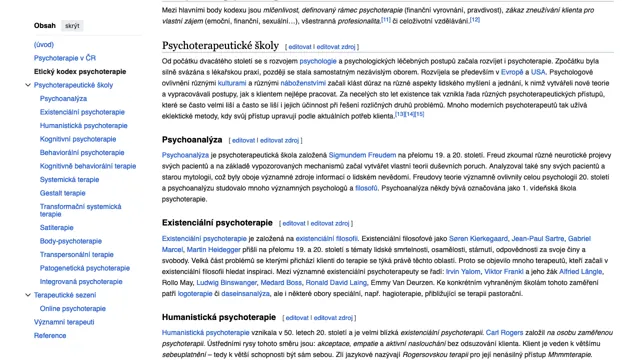 Obsah skrýt
(úvod)
Psychoterapie v ČR
Etický kodex psychoterapie
Psychoterapeutické školy
Psychoanalýza
Existenciální psychoterapie
Humanistická psychoterapie
Kognitivní psychoterapie
Behaviorální psychoterapie
Kognitivně behaviorální terapie
Systemická terapie
Gestalt terapie
Transformační systemická
terapie
Satiterapie
Body-psychoterapie
Transpersonální terapie
Patogenetická psychoterapie
Integrovaná psychoterapie
Terapeutické sezení
Online psychoterapie
Významní terapeuti
Reference
Mezi hlavními body kodexu jsou mlčenlivost, definovaný rámec psychoterapie (finanční vyrovnání, pravdivost), zákaz zneužívání klienta pro
vlastní zájem (emoční, finanční, sexuální...), všestranná profesionalita.[11] či celoživotní vzdělávání.[12]
Psychoterapeutické školy [ editovat | editovat zdroj ]
Od počátku dvacátého století se s rozvojem psychologie a psychologických léčebných postupů začala rozvíjet i psychoterapie. Zpočátku byla
silně svázána s lékařskou praxí, později se stala samostatným nezávislým oborem. Rozvíjela se především v Evropě a USA. Psychologové
ovlivnění různými kulturami a různými náboženstvími začali klást důraz na různé aspekty lidského myšlení a jednání, k nimž vytvářeli nové teorie
a vypracovávali postupy, jak s klientem nejlépe pracovat. Za necelých sto let existence tak vznikla řada různých psychoterapeutických přístupů,
které se často velmi liší a často se liší i jejich účinnost při řešení rozličných druhů problémů. Mnoho moderních psychoterapeutů tak užívá
eklektické metody, kdy svůj přístup upravují podle aktuálních potřeb klienta.[13][14][15]
Psychoanalýza [ editovat | editovat zdroj ]
Psychoanalýza je psychoterapeutická škola založená Sigmundem Freudem na přelomu 19. a 20. století. Freud zkoumal různé neurotické projevy
svých pacientů a na základě vypozorovaných mechanismů začal vytvářet vlastní teorii duševních poruch. Analyzoval také sny svých pacientů a
starou mytologii, což byly oboje významné zdroje informací o lidském nevědomí. Freudovy teorie významně ovlivnily celou psychologii 20. století
a psychoanalýzu studovalo mnoho významných psychologů a filosofů. Psychoanalýza někdy bývá označována jako 1. vídeňská škola
psychoterapie.
Existenciální psychoterapie [ editovat | editovat zdroj ]
Existenciální psychoterapie je založená na existenciální filosofii. Existenciální filosofové jako Søren Kierkegaard, Jean-Paul Sartre, Gabriel
Marcel, Martin Heidegger přišli na přelomu 19. a 20. století s tématy lidské smrtelnosti, osamělosti, stárnutí, odpovědnosti za svoje činy a
svobody. Velká část problémů se kterými přichází klienti do terapie se týká právě těchto oblastí. Proto se objevilo mnoho terapeutů, kteří začali v
existenciální filosofii hledat inspiraci. Mezi významné existenciální psychoterapeuty se řadí: Irvin Yalom, Viktor Frankl a jeho žák Alfried Längle,
Rollo May, Ludwig Binswanger, Medard Boss, Ronald David Laing, Emmy Van Deurzen. Ke konkrétním vyhraněným školám tohoto zaměření
patří logoterapie či daseinsanalýza, ale i některé obory speciální, např. hagioterapie, přibližující se terapii pastorační.
Humanistická psychoterapie [ editovat | editovat zdroj ]
Humanistická psychoterapie vznikala v 50. letech 20. století a je velmi blízká existenciální psychoterapii. Carl Rogers založil na osobu zaměřenou
psychoterapii. Ústředními rysy tohoto směru jsou: akceptace, empatie a aktivní naslouchání bez odsuzování klienta. Klient je veden k většímu
sebeuplatnění – tedy k větší schopnosti být sám sebou. Zlí jazykové nazývají Rogersovskou terapii pro její nenásilný přístup Mhmterapie.